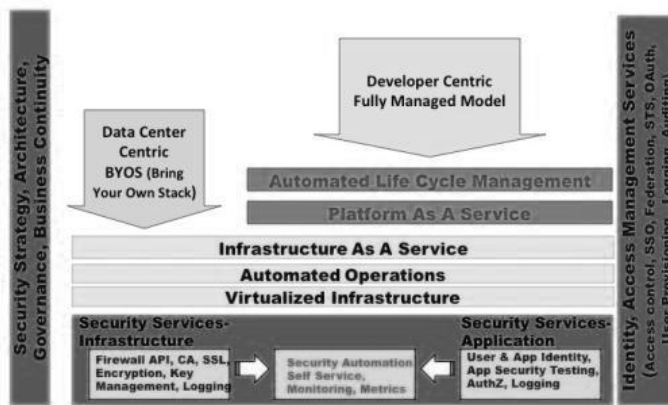 Security Strategy, Architecture,
Governance, Business Continuity
Data Center
Centric
BYOS (Bring
Your Own Stack)
Developer Centric
Fully Managed Model
Automated Life Cycle Management
Platform As A Service
Infrastructure As A Service
Automated Operations
Virtualized Infrastructure
Security Services-
Infrastructure
Firewall API, CA, SSL,
Encryption, Key
Management, Logging
Security Automation
Self Service,
Monitoring, Metrics
Security Services-
Application
User & App Identity,
App Security Testing,
AuthZ, Logging
Identity, Access Management Services
(Access control, SSO, Federation, STS, OAuth,
User Provisioning, Auditing)